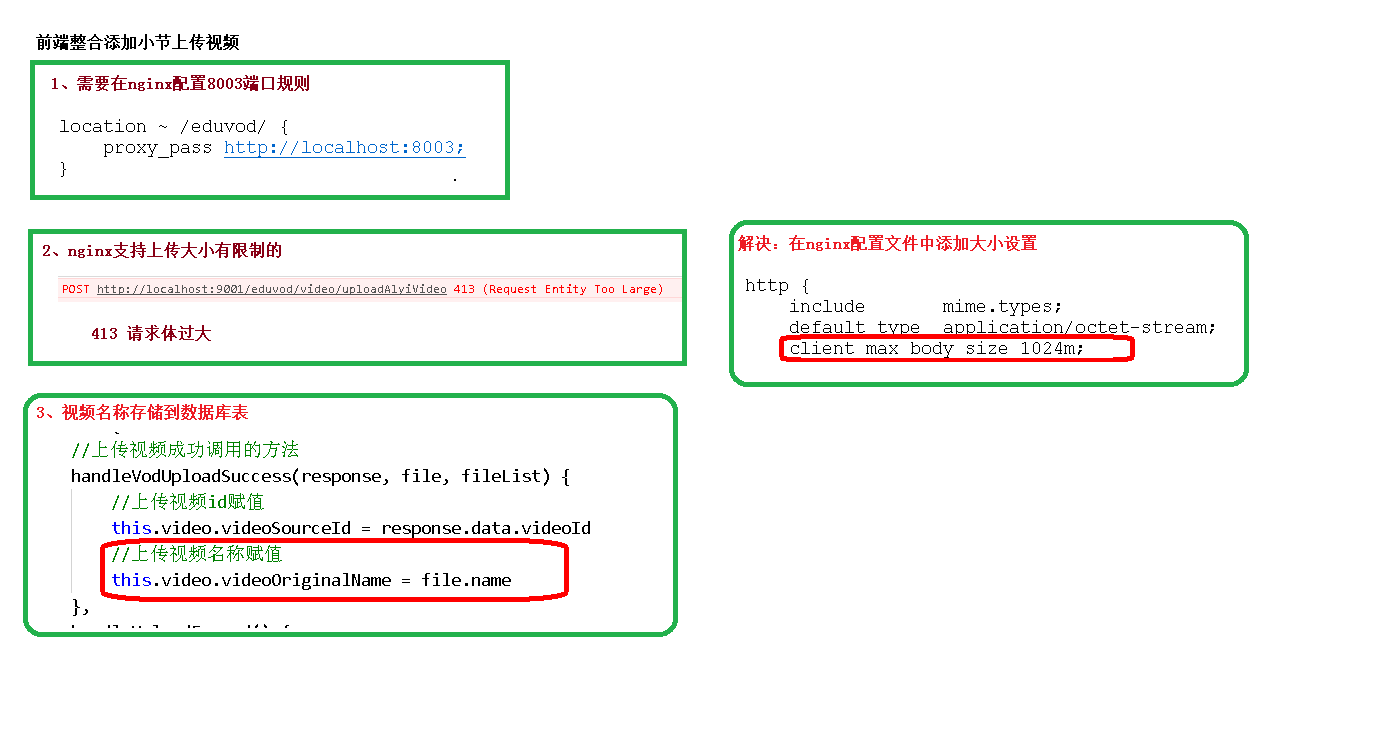 前端整合添加小节上传视频
1、需要在nginx配置8003端口规则
location ~ /eduvod/ {
proxy_pass http://localhost:8003;
}
2、nginx支持上传大小有限制的
POST http://localhost:9001/eduvod/video/uploadAlyiVideo 413 (Request Entity Too Large)
413 请求体过大
解决：在nginx配置文件中添加大小设置
http {
include mime.types;
default_type application/octet-stream;
client_max_body_size 1024m;
3、视频名称存储到数据库表
//上传视频成功调用的方法
handleVodUploadSuccess(response, file, fileList) {
//上传视频id赋值
this.video.videoSourceId = response.data.videoId
//上传视频名称赋值
this.video.videoOriginalName = file.name
},